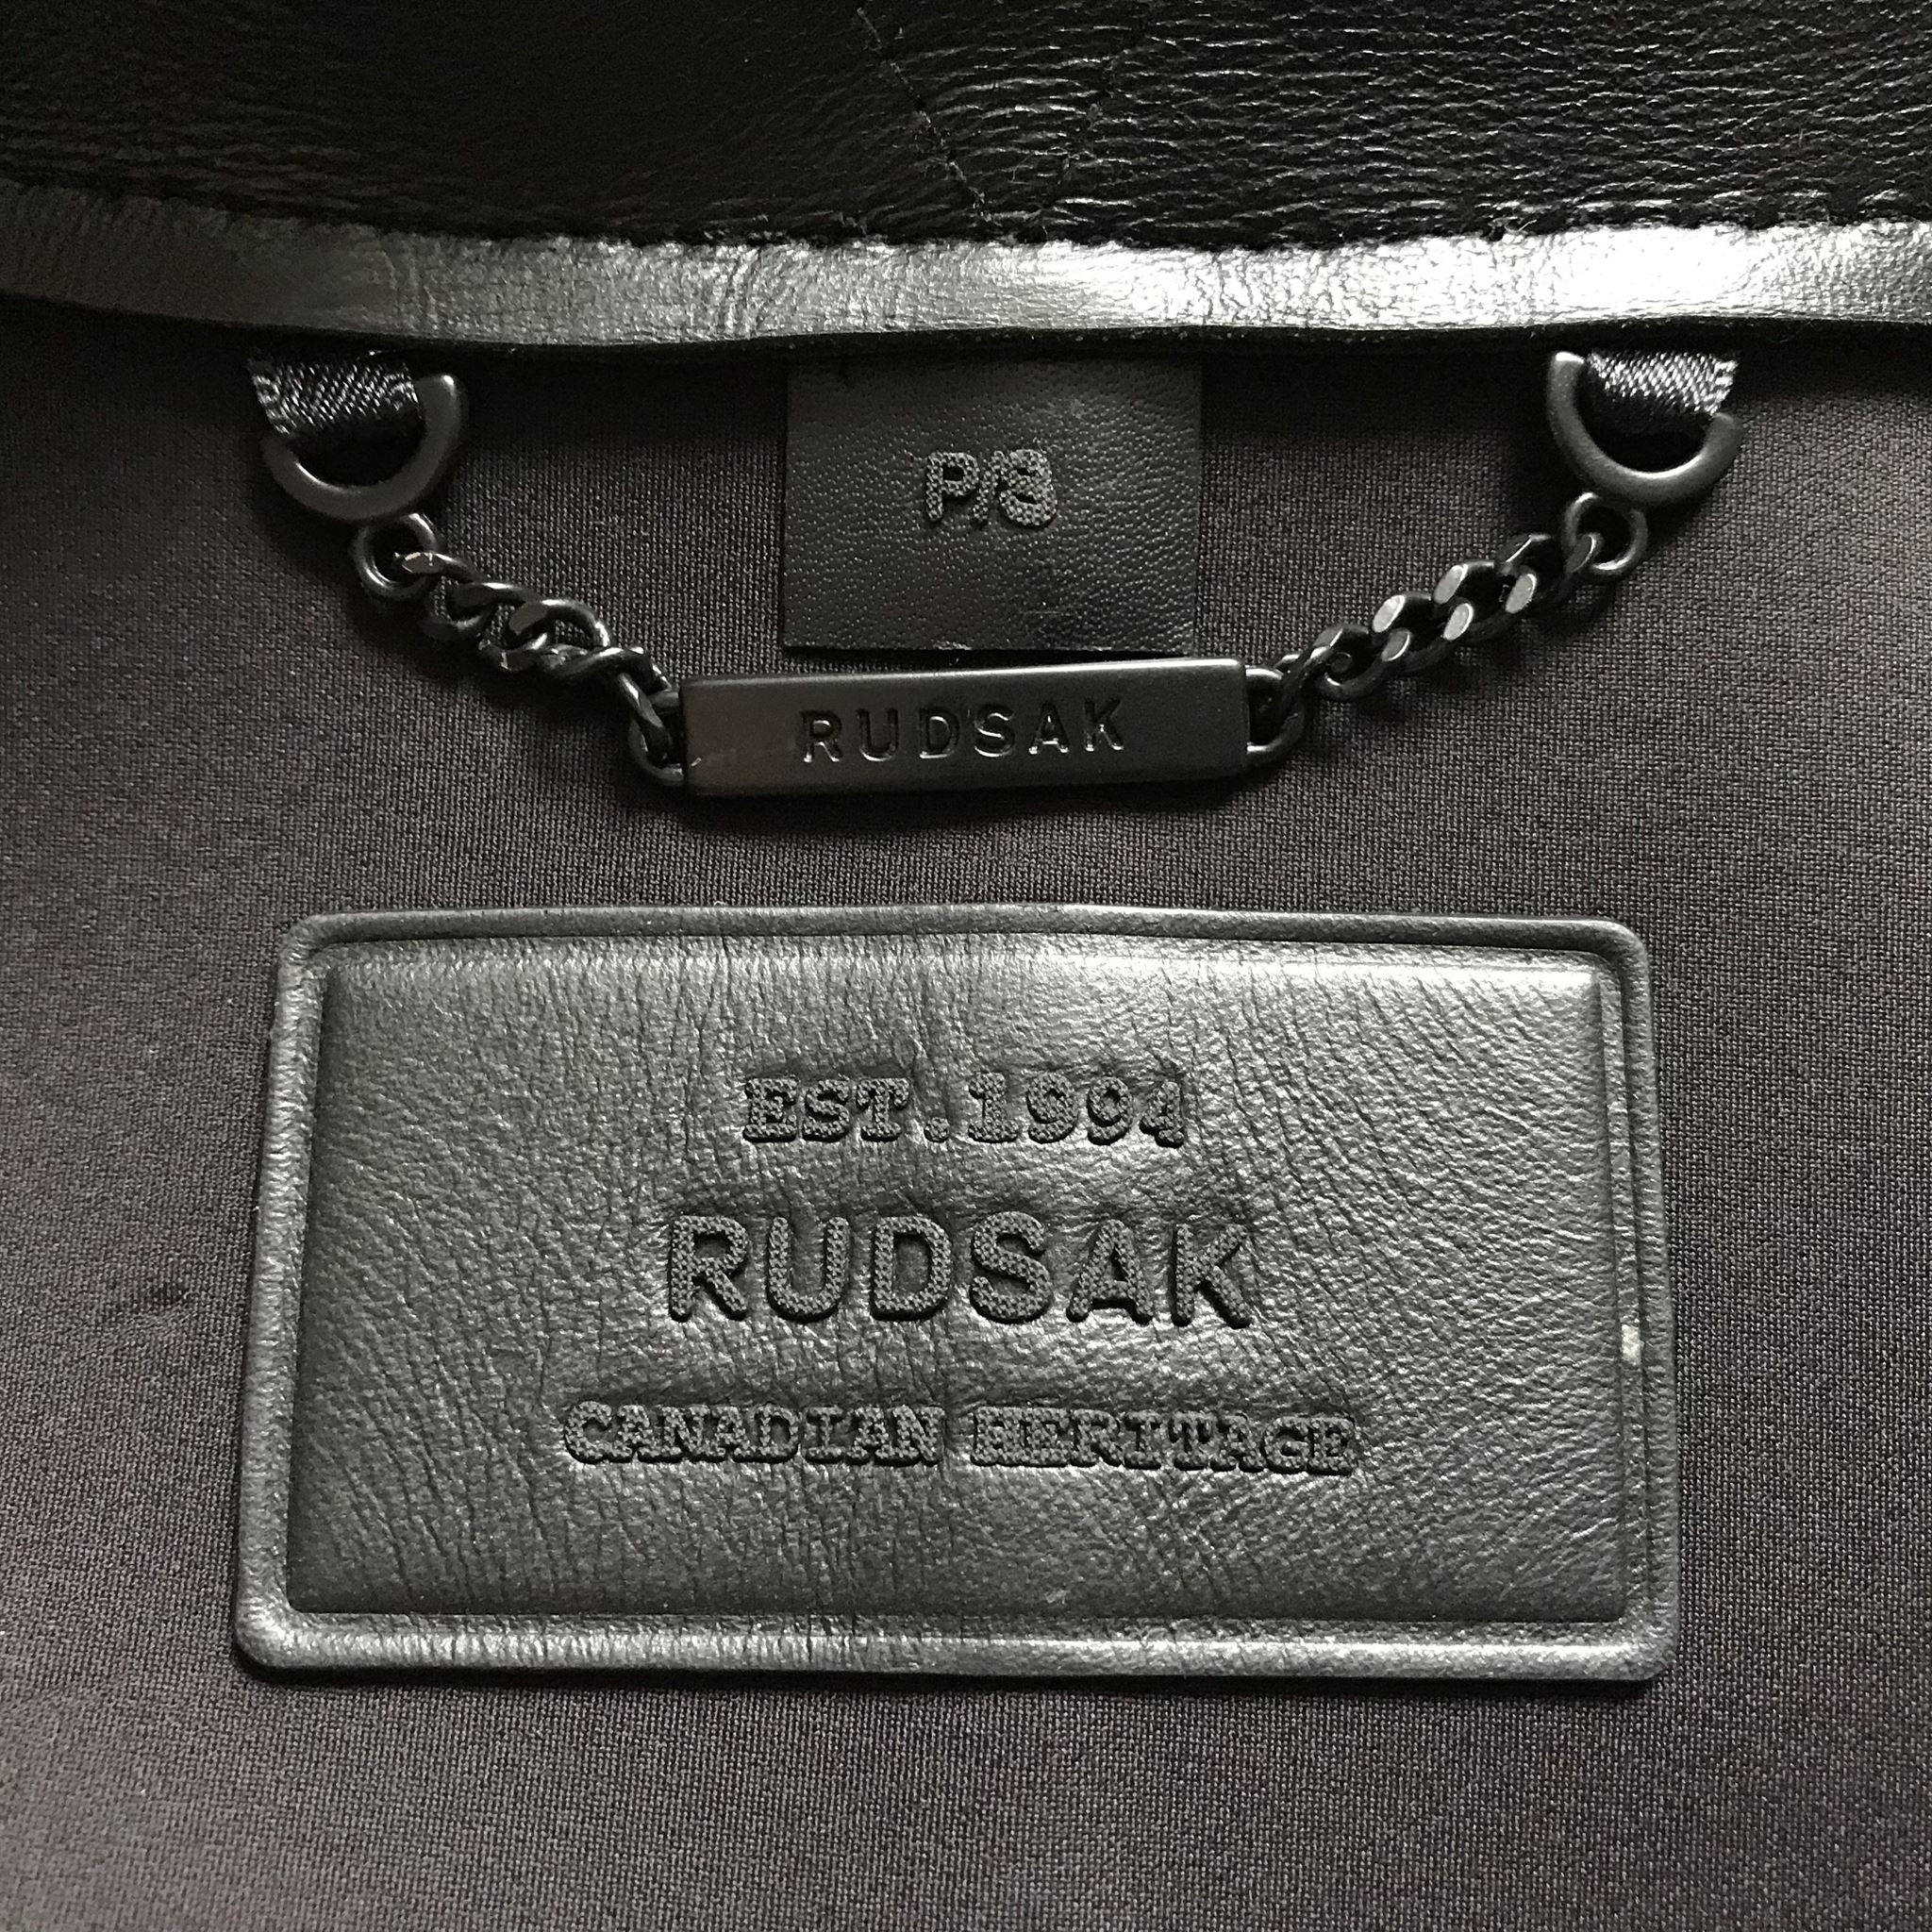 P/S
RUDSAK
EST.1994
RUDSAK
CANADIAN HERITAGE